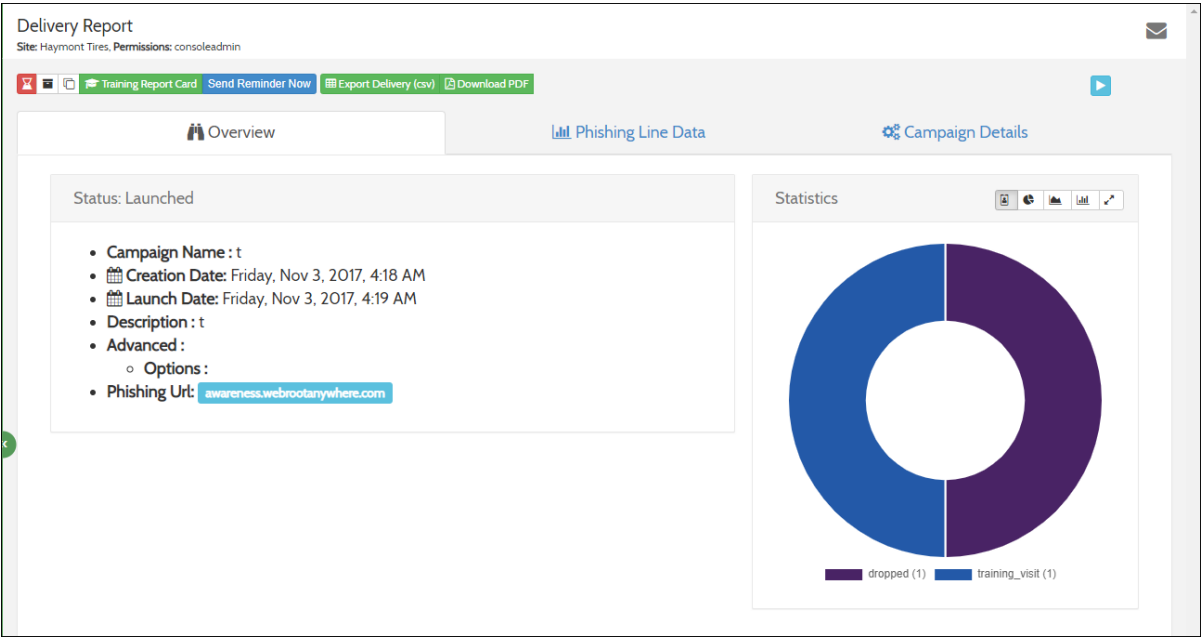 Delivery Report
Site: Haymont Tires, Permissions: consoleadmin
Training Report Card Send Reminder Now Export Delivery (csv) Download PDF
Overview Phishing Line Data Campaign Details
Status: Launched
Campaign Name : t
Creation Date: Friday, Nov 3, 2017, 4:18 AM
Launch Date: Friday, Nov 3, 2017, 4:19 AM
Description : t
Advanced :
Options :
Phishing Url: awareness.webrootanywhere.com
Statistics
dropped (1) training_visit (1)